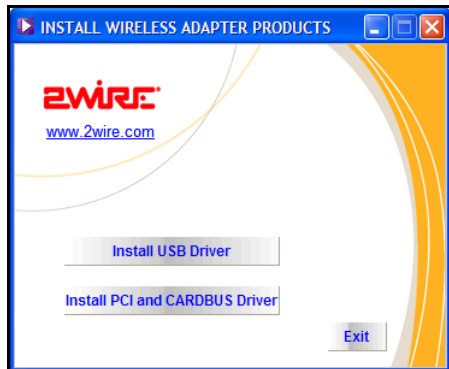 INSTALL WIRELESS ADAPTER PRODUCTS
2WIRE
www.2wire.com
Install USB Driver
Install PCI and CARDBUS Driver
Exit